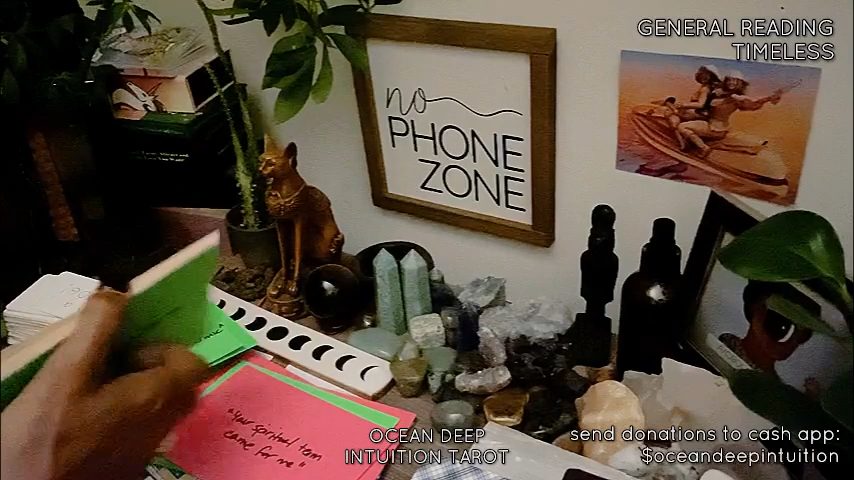 GENERAL READING
TIMELESS
no
PHONE
ZONE
"Your spiritual team
came for me"
OCEAN DEEP
INTUITION TAROT
send donations to cash app:
$oceandeepintuition